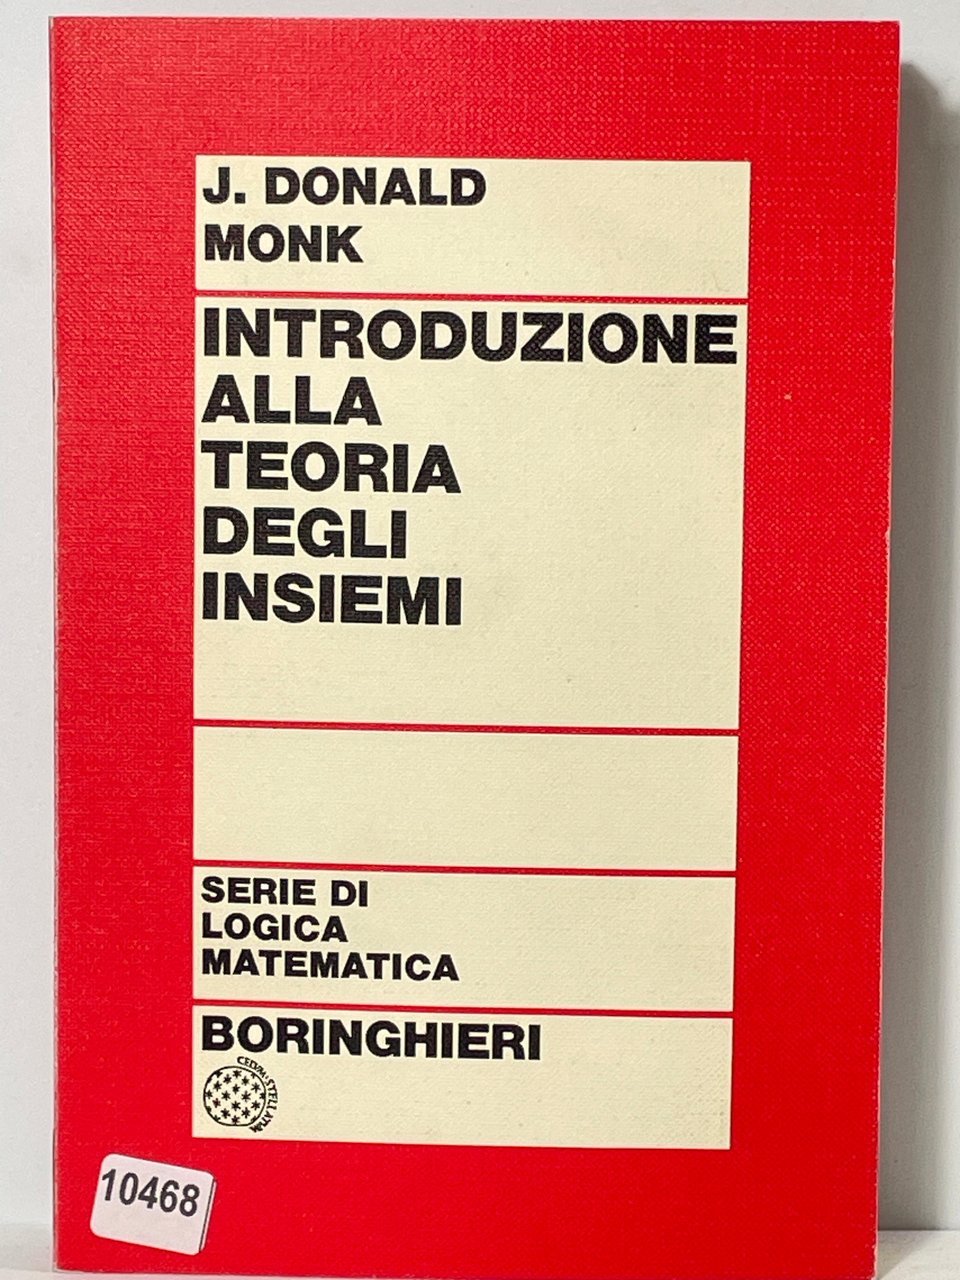 J. DONALD
MONK
INTRODUZIONE
ALLA
TEORIA
DEGLI
INSIEMI
SERIE DI
LOGICA
MATEMATICA
BORINGHIERI
10468